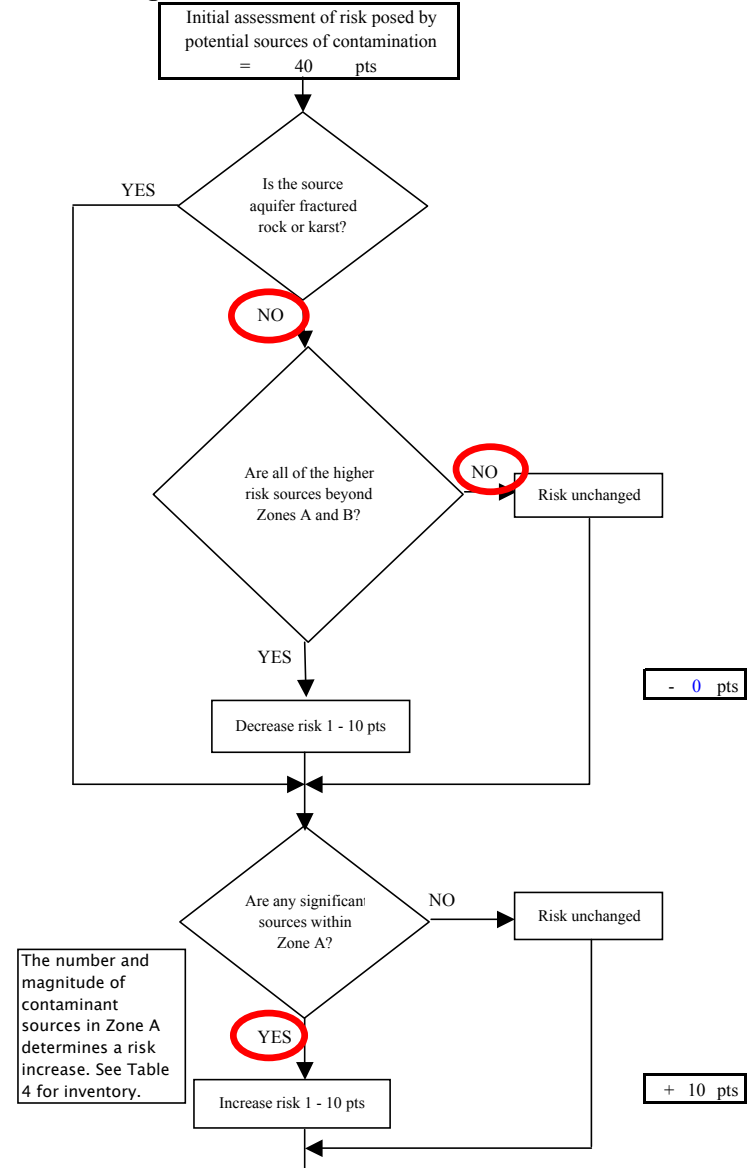 Initial assessment of risk posed by
potential sources of contamination
= 40 pts
YES
Is the source
aquifer fractured
rock or karst?
NO
Are all of the higher
risk sources beyond
Zones A and B?
NO
Risk unchanged
YES
- 0 pts
Decrease risk 1 - 10 pts
Are any significant
sources within
Zone A?
NO
Risk unchanged
The number and
magnitude of
contaminant
sources in Zone A
determines a risk
increase. See Table
4 for inventory.
YES
Increase risk 1 - 10 pts
+ 10 pts